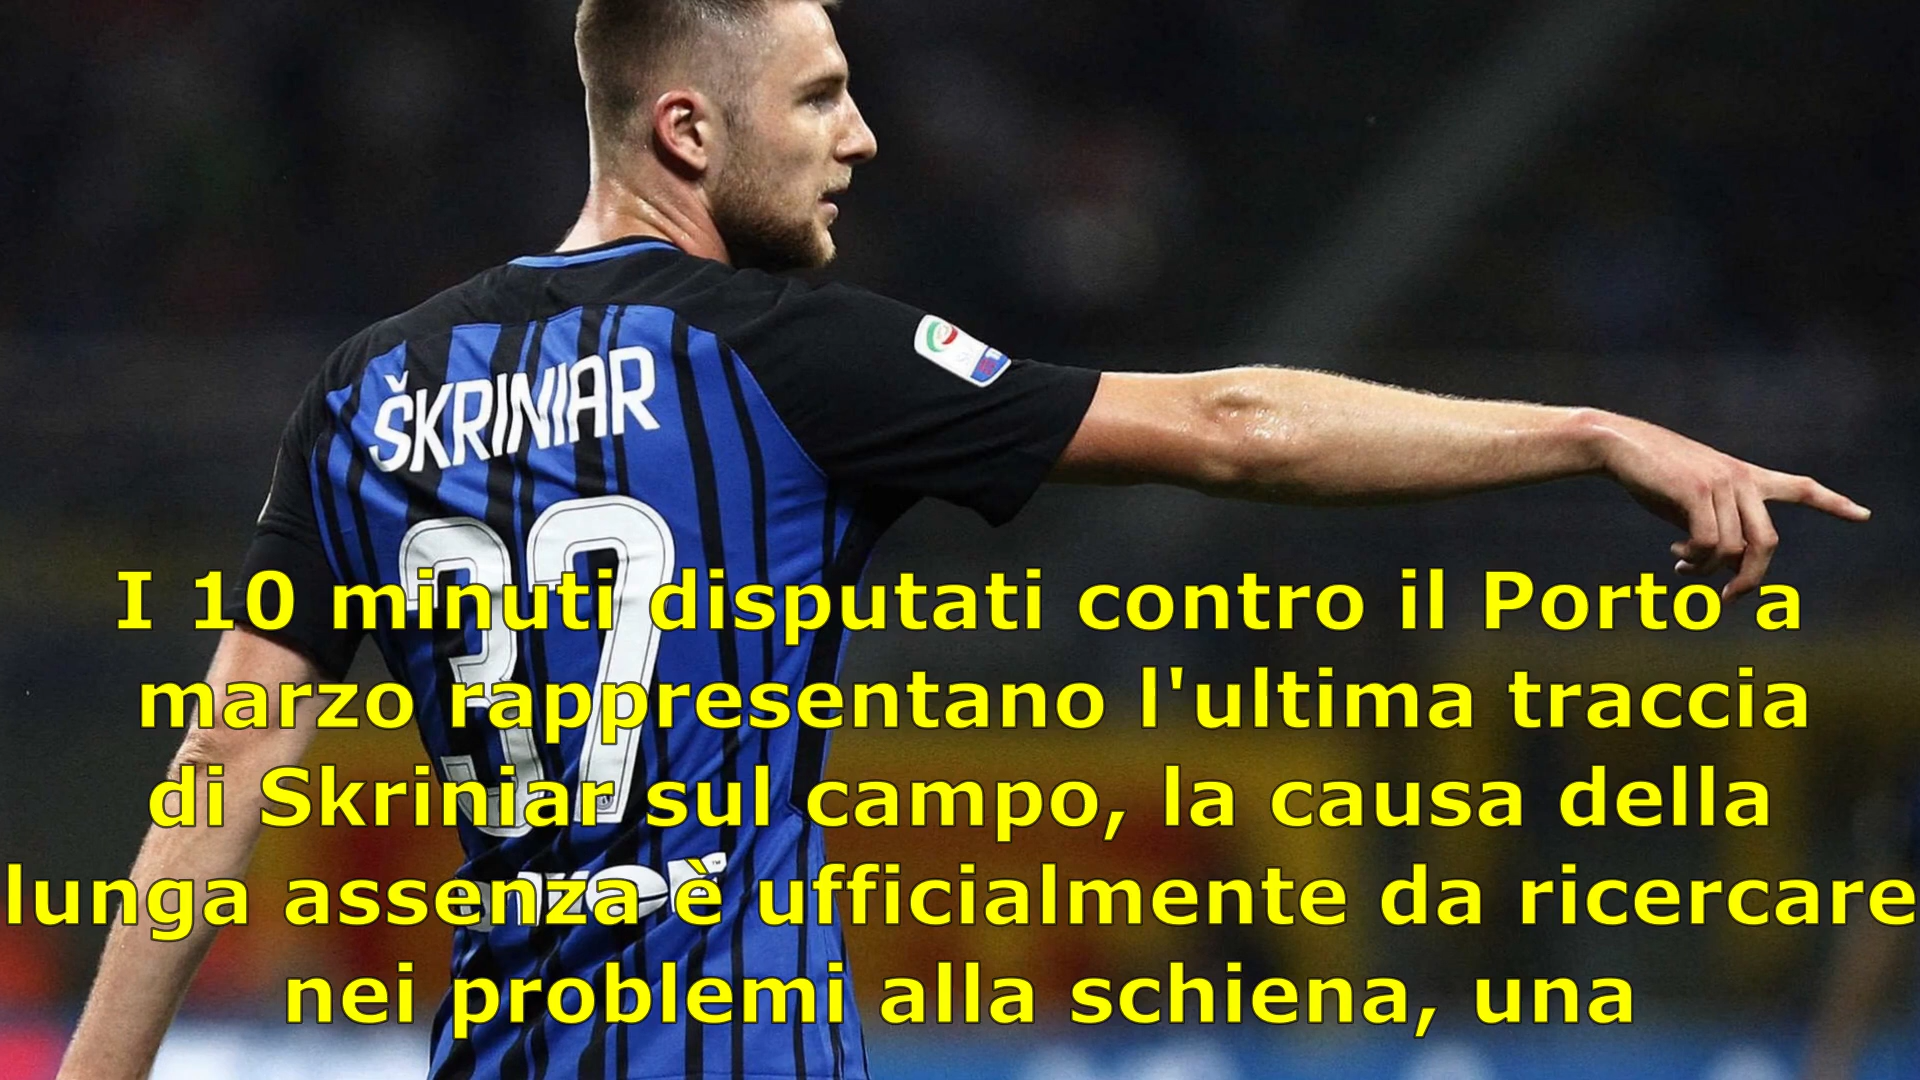 ŠKRINIAR
37
I 10 minuti disputati contro il Porto a
marzo rappresentano l'ultima traccia
di Skriniar sul campo, la causa della
lunga assenza è ufficialmente da ricercare
nei problemi alla schiena, una